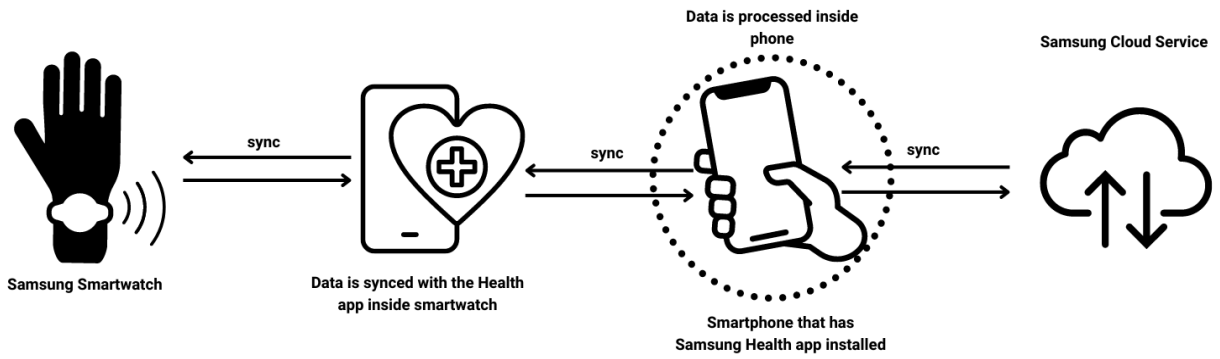 Data is processed inside
phone
Samsung Cloud Service
sync
sync
sync
Samsung Smartwatch
Data is synced with the Health
app inside smartwatch
Smartphone that has
Samsung Health app installed